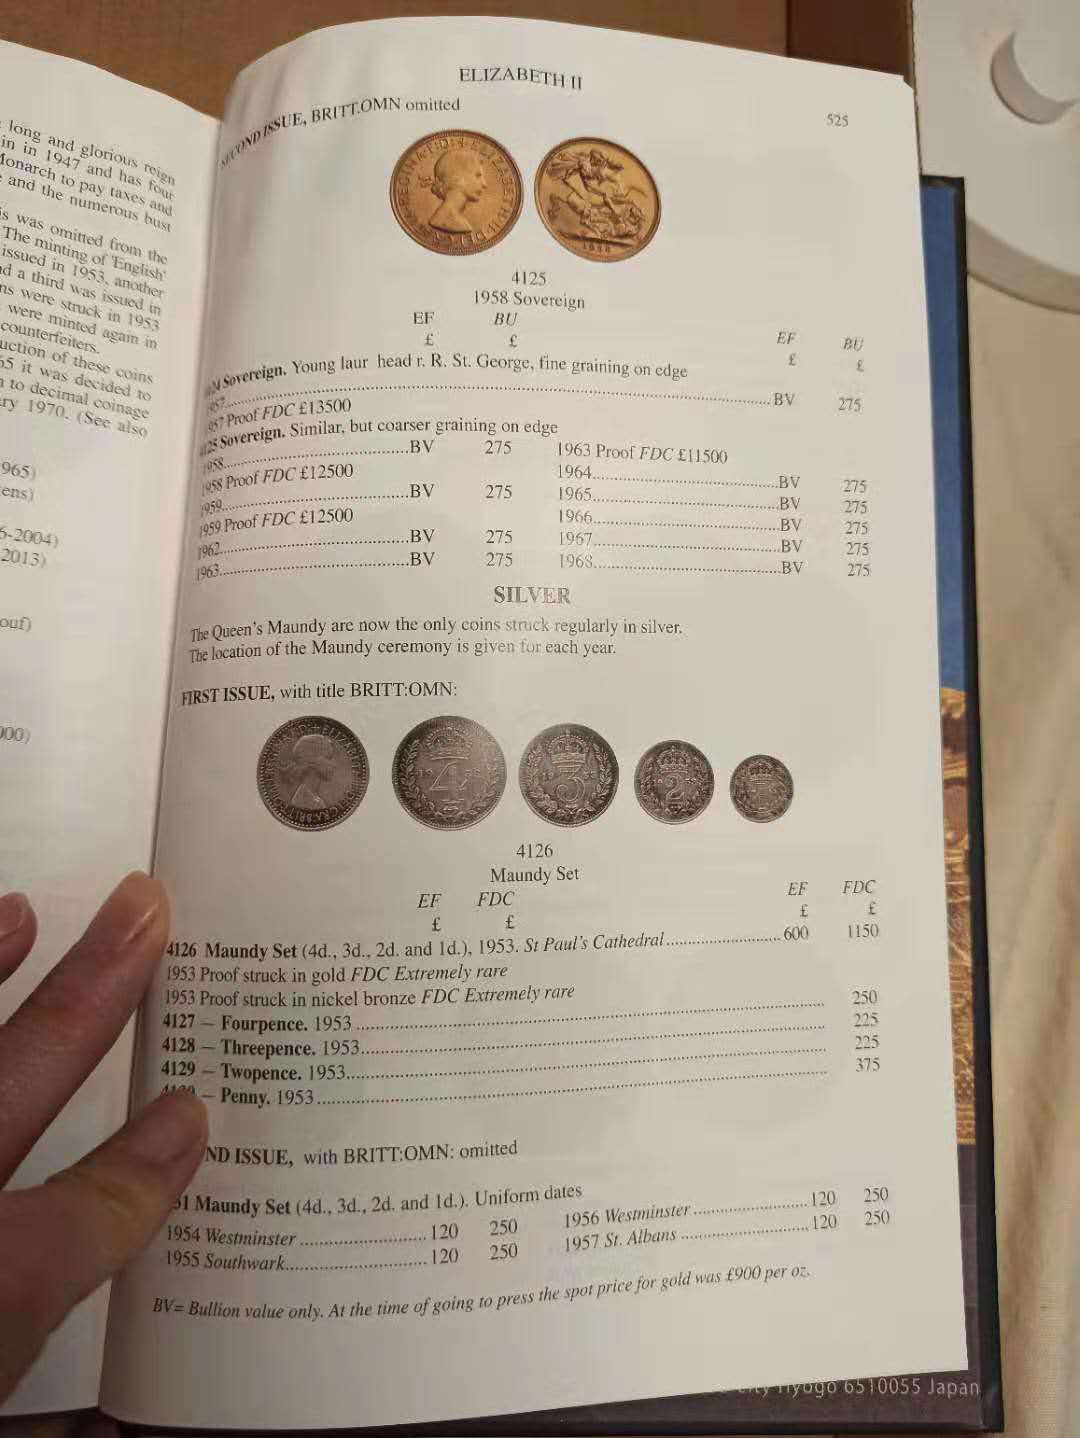 long and glorious reign
in in 1947 and has four
Monarch to pay taxes and
and the numerous bust
is was omitted from the
The minting of 'English'
issued in 1953, another
d a third was issued in
ns were struck in 1953
were minted again in
counterfeiters.
uction of these coins
55 it was decided to
n to decimal coinage
ry 1970. (See also
965)
ens)
6-2004)
2013)
ouf)
000)
ELIZABETH II
525
SECOND ISSUE, BRITT.OMN omitted
4125
1958 Sovereign
EF BU EF BU
£ £ £ £
Sovereign. Young laur head r. R. St. George, fine graining on edge
1957 BV 275
1957 Proof FDC £13500
4125 Sovereign. Similar, but coarser graining on edge
1958 BV 275 1963 Proof FDC £11500
1958 Proof FDC £12500 1964 BV 275
1959 BV 275 1965 BV 275
1959 Proof FDC £12500 1966 BV 275
1962 BV 275 1967 BV 275
1963 BV 275 1968 BV 275
SILVER
The Queen's Maundy are now the only coins struck regularly in silver.
The location of the Maundy ceremony is given for each year.
FIRST ISSUE, with title BRITT:OMN:
4
3
2
4126
Maundy Set
EF FDC EF FDC
£ £ £ £
4126 Maundy Set (4d., 3d., 2d. and 1d.), 1953. St Paul's Cathedral 600 1150
1953 Proof struck in gold FDC Extremely rare
1953 Proof struck in nickel bronze FDC Extremely rare
4127 — Fourpence. 1953 250
4128 — Threepence. 1953 225
4129 — Twopence. 1953 225
— Penny, 1953 375
ND ISSUE, with BRITT:OMN: omitted
31 Maundy Set (4d., 3d., 2d. and 1d.). Uniform dates
1954 Westminster 120 250 1956 Westminster 120 250
1955 Southwark 120 250 1957 St. Albans 120 250
BV= Bullion value only. At the time of going to press the spot price for gold was £900 per oz.
Hyogo 6510055 Japan